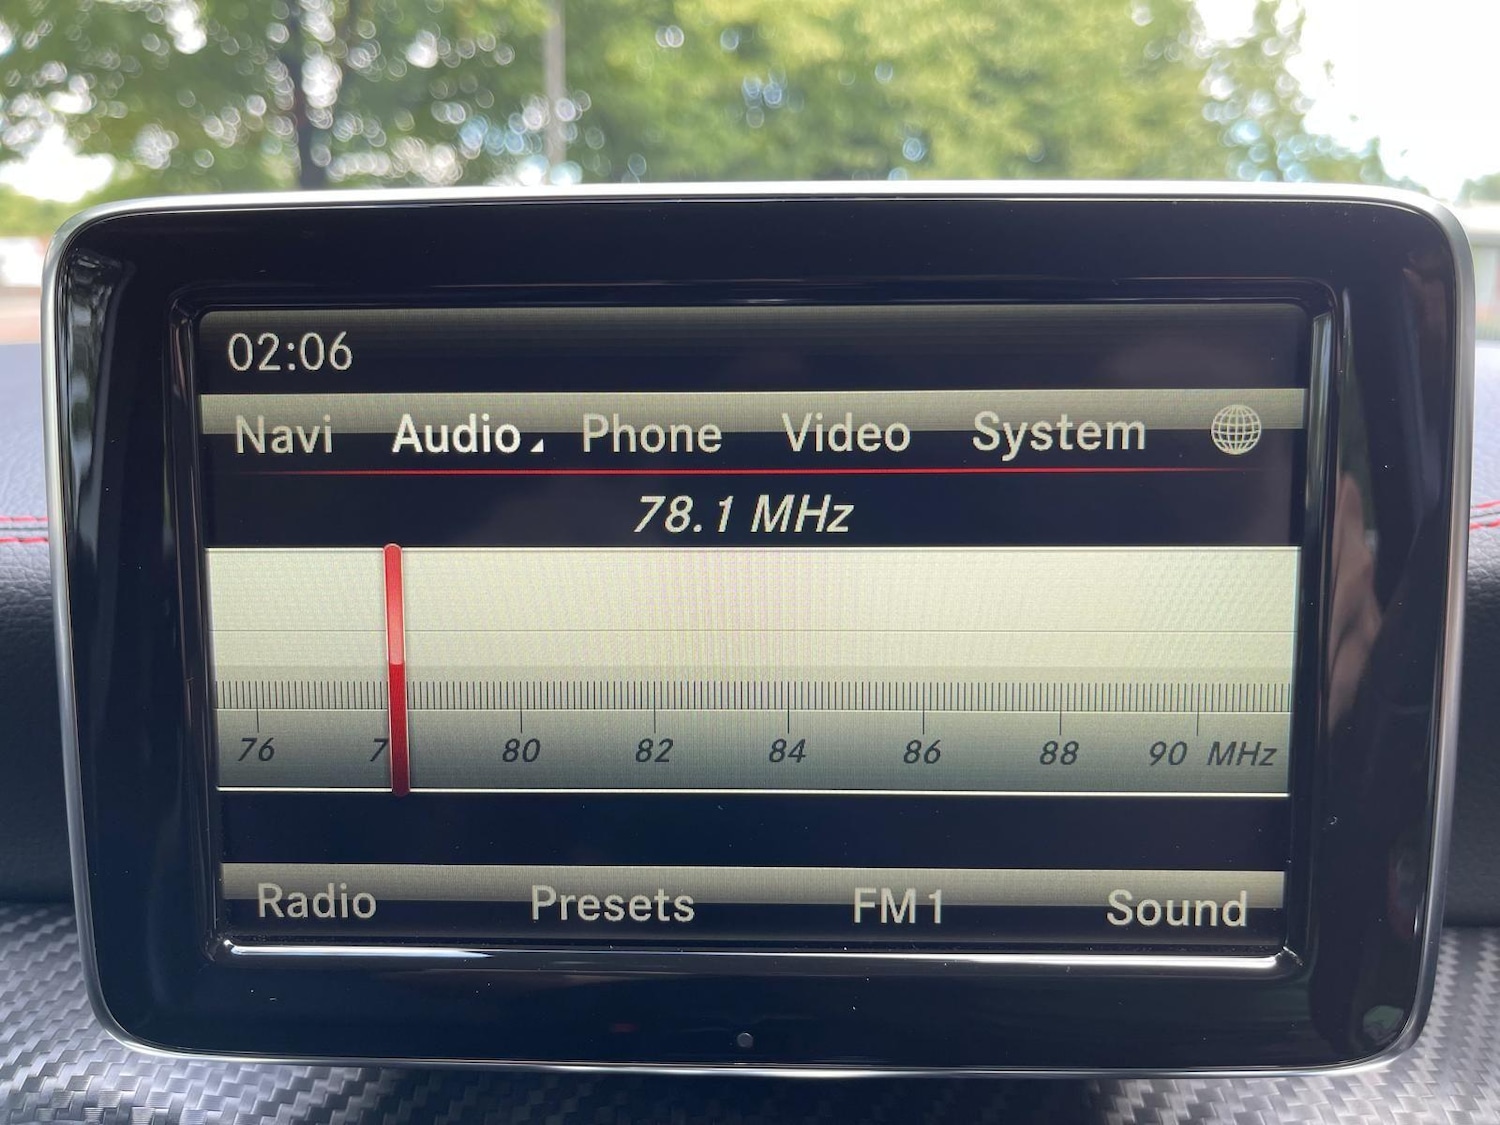 02:06
Navi Audio Phone Video System
78.1 MHz
76 7 80 82 84 86 88 90 MHz
Radio Presets FM1 Sound